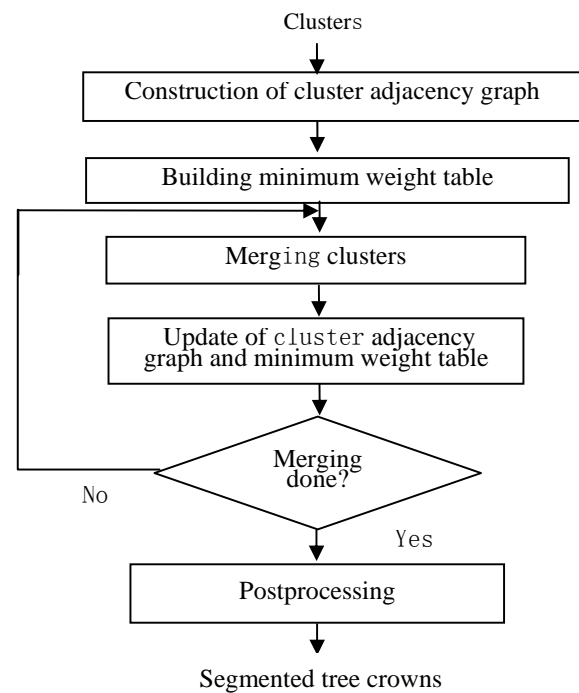 Clusters
Construction of cluster adjacency graph
Building minimum weight table
Merging clusters
Update of cluster adjacency
graph and minimum weight table
Merging
done?
No
Yes
Postprocessing
Segmented tree crowns